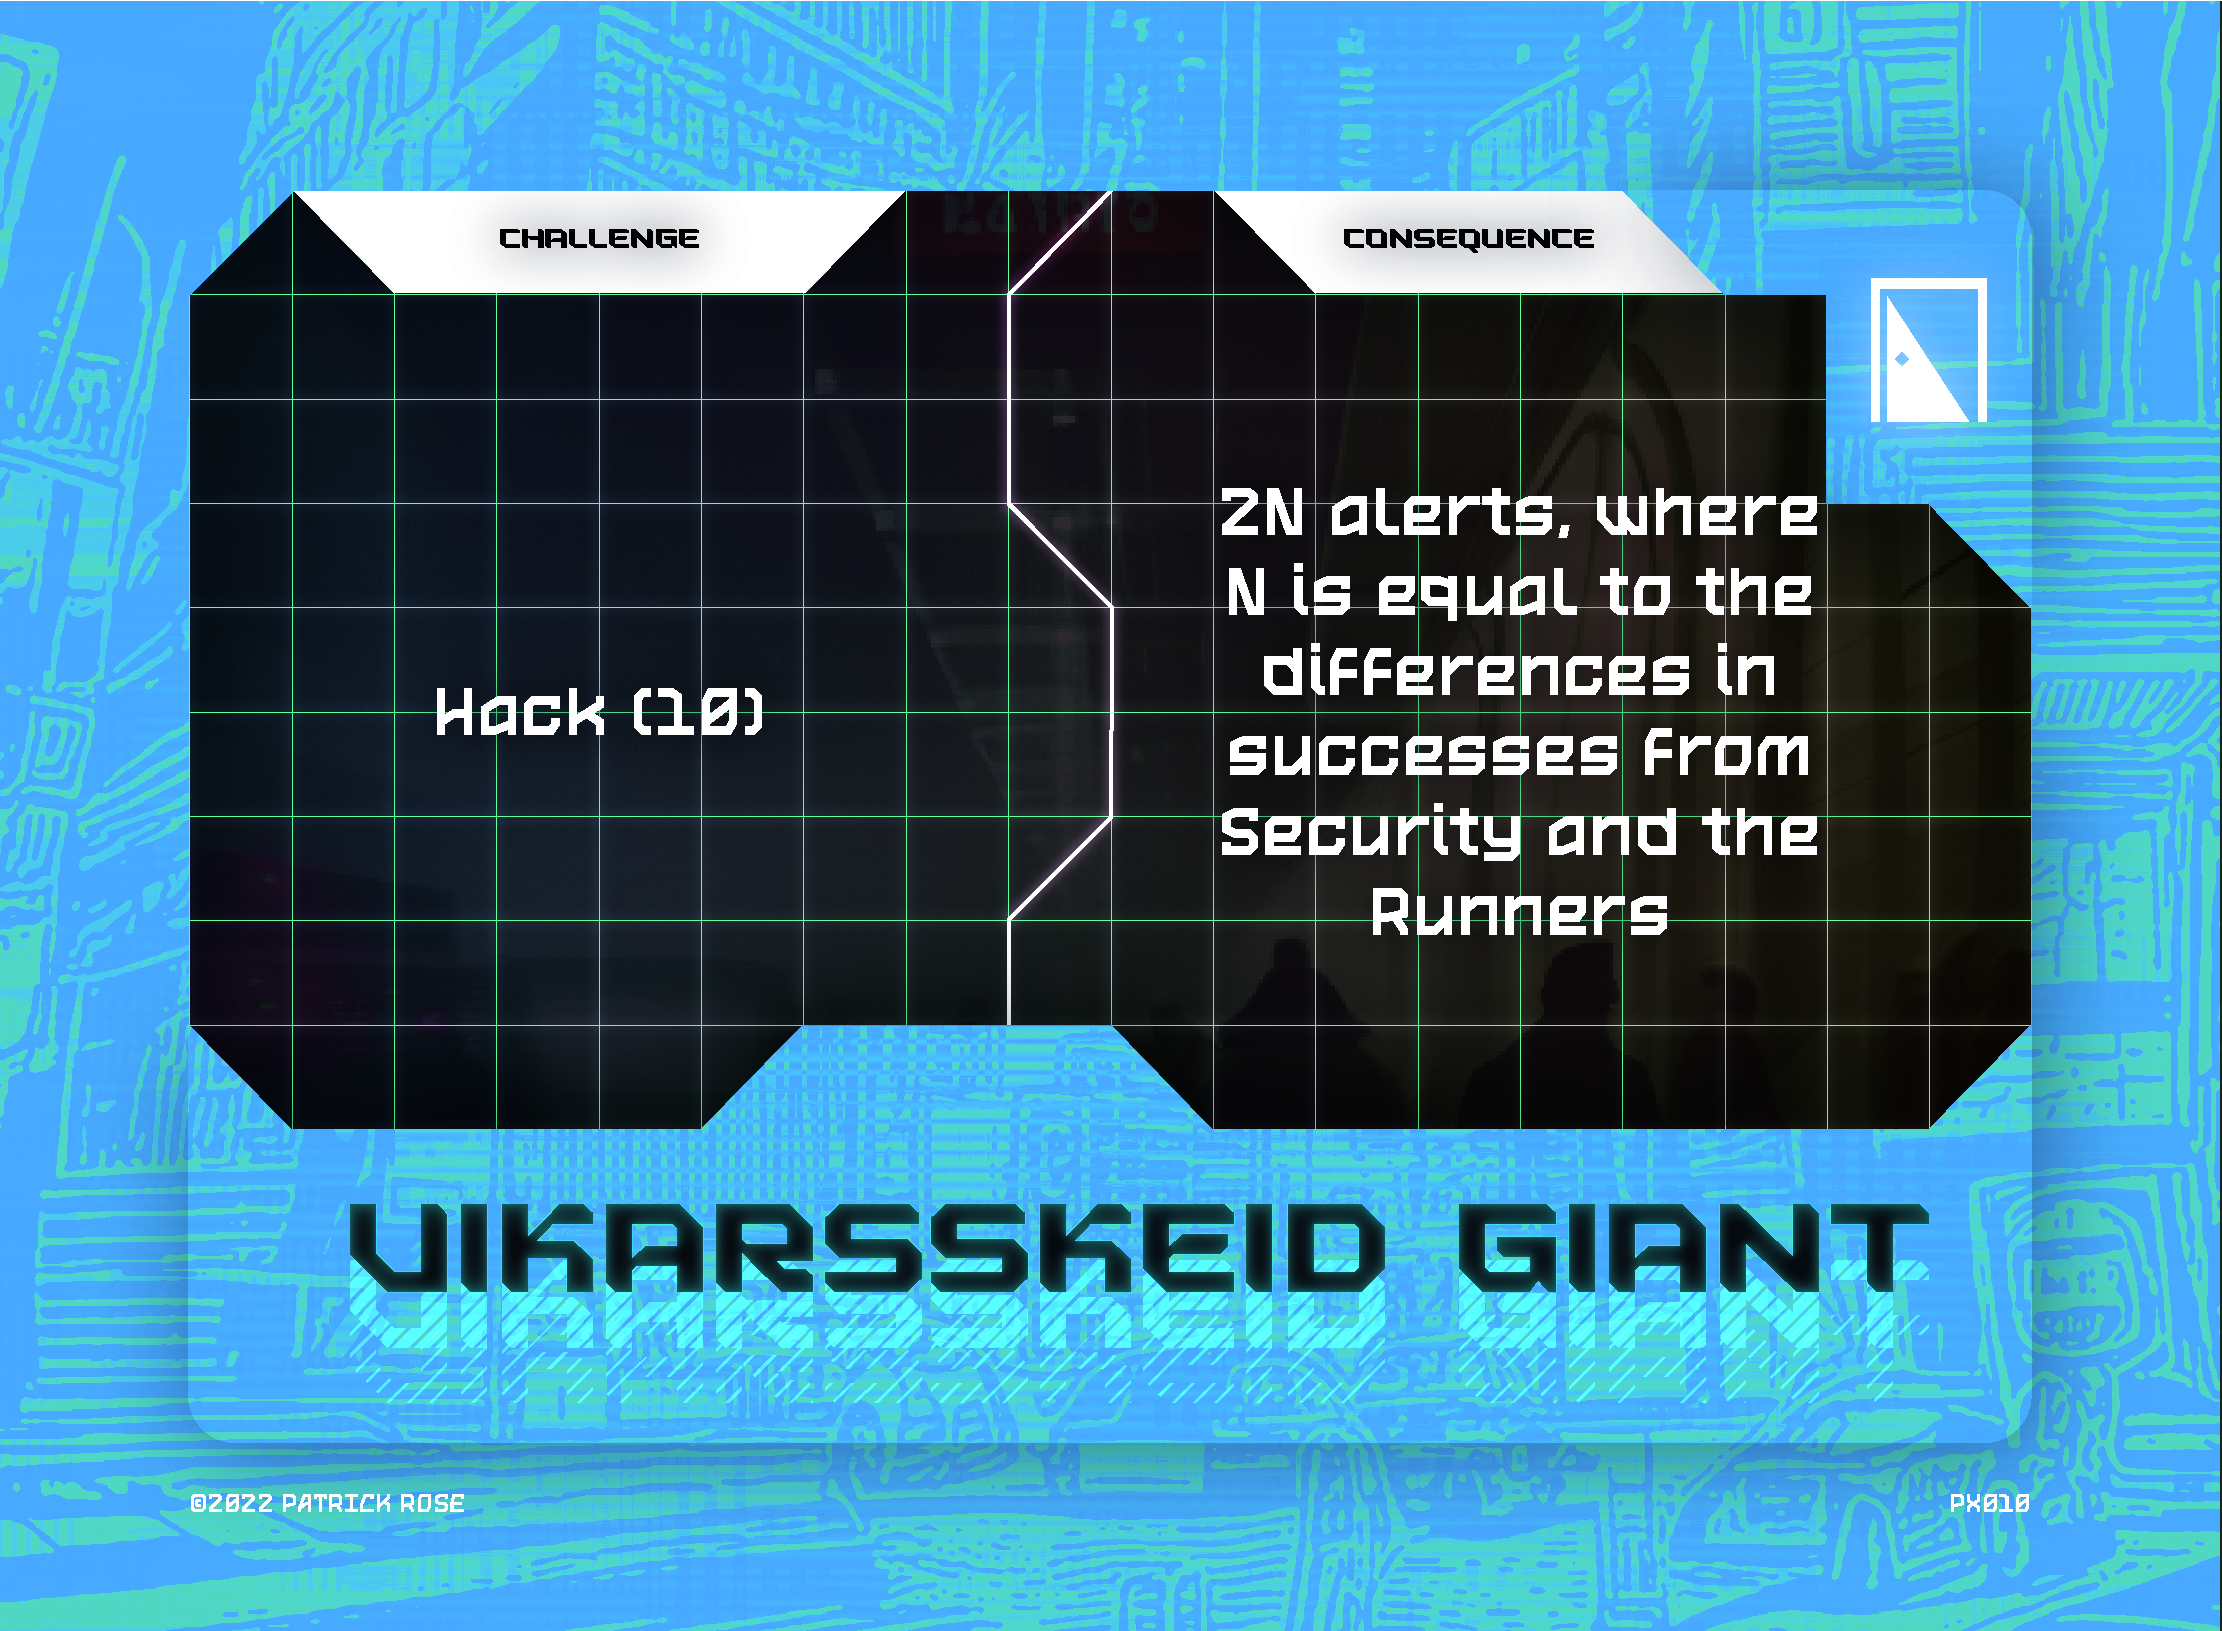 CHALLENGE
CONSEQUENCE
Hack (10)
2N alerts, where
N is equal to the
differences in
successes from
Security and the
Runners
VIKARSSKEID GIANT
©2022 PATRICK ROSE
PX010